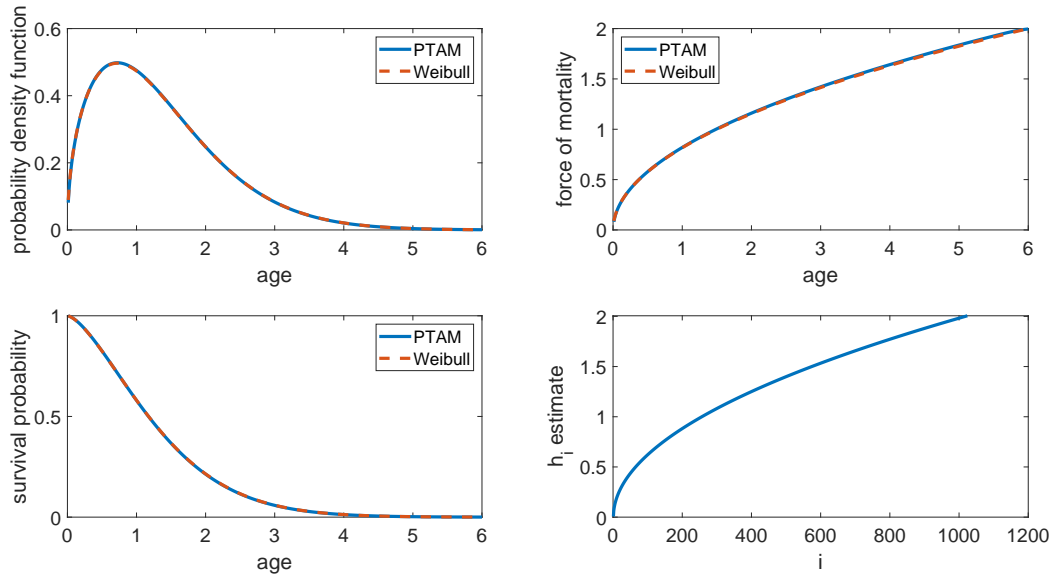 probability density function
0.6
0.4
0.2
0
0 1 2 3 4 5 6
age
PTAM
Weibull
force of mortality
2
1.5
1
0.5
0
0 1 2 3 4 5 6
age
PTAM
Weibull
survival probability
1
0.5
0
0 1 2 3 4 5 6
age
PTAM
Weibull
h_i estimate
2
1.5
1
0.5
0
0 200 400 600 800 1000 1200
i